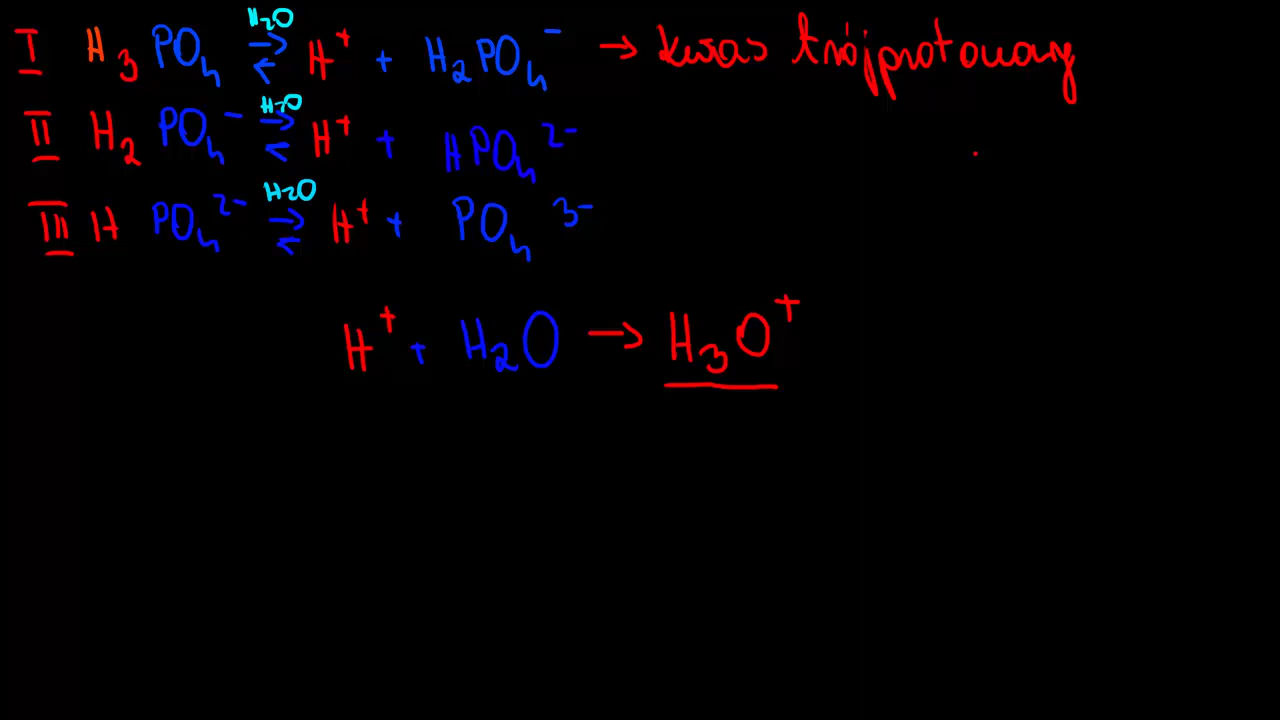 I H₃PO₄ ⇌ H₂O H⁺ + H₂PO₄⁻ → kwas trójprotonowy
II H₂PO₄⁻ ⇌ H₂O H⁺ + HPO₄²⁻
III HPO₄²⁻ ⇌ H₂O H⁺ + PO₄³⁻
H⁺ + H₂O → H₃O⁺